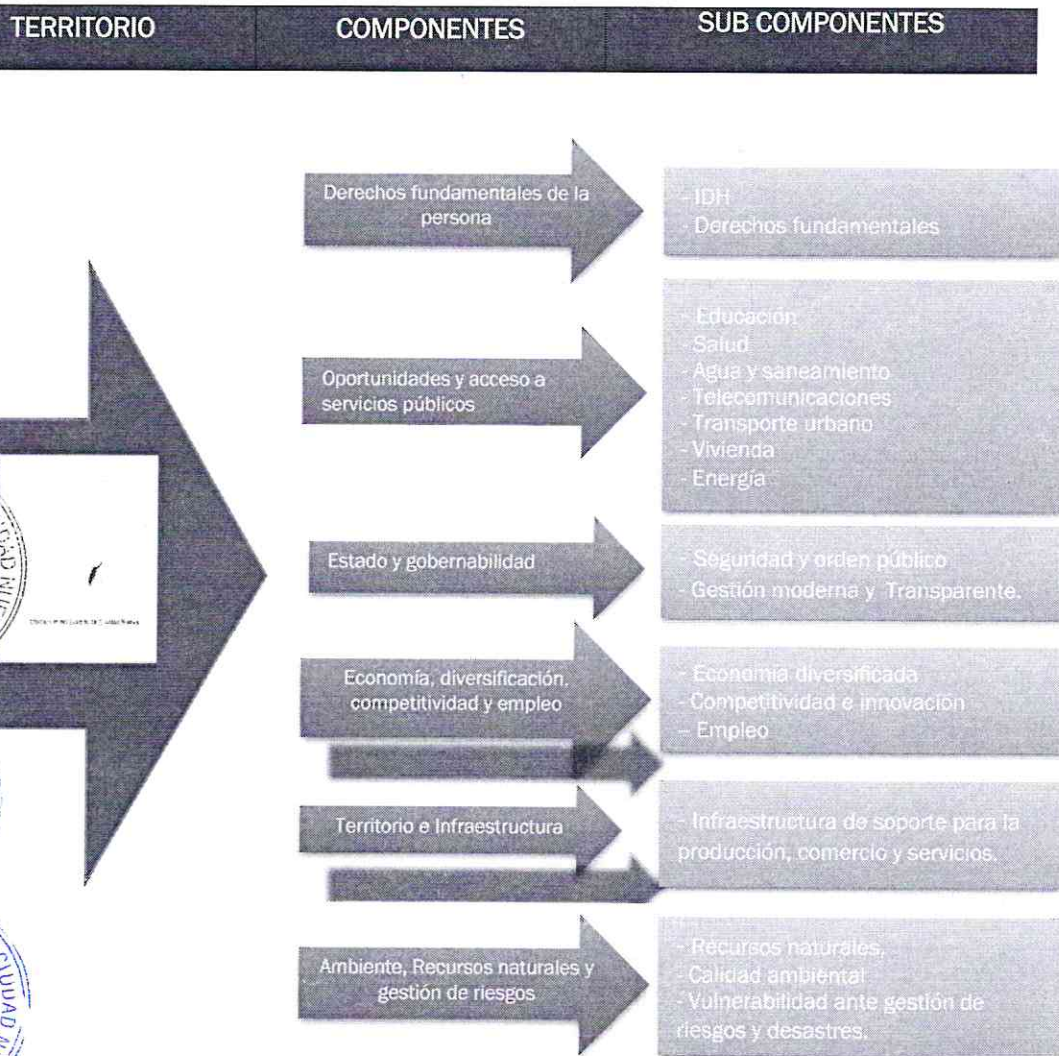 TERRITORIO
COMPONENTES
SUB COMPONENTES
Derechos fundamentales de la
persona
- IDH
- Derechos fundamentales
Oportunidades y acceso a
servicios públicos
- Educación
- Salud
- Agua y saneamiento
- Telecomunicaciones
- Transporte urbano
- Vivienda
- Energía
Estado y gobernabilidad
- Seguridad y orden público
- Gestión moderna y Transparente.
Economía, diversificación,
competitividad y empleo
- Economía diversificada
- Competitividad e innovación
– Empleo
Territorio e Infraestructura
- Infraestructura de soporte para la
producción, comercio y servicios.
Ambiente, Recursos naturales y
gestión de riesgos
- Recursos naturales,
- Calidad ambiental
- Vulnerabilidad ante gestión de
riesgos y desastres.
CIUDAD